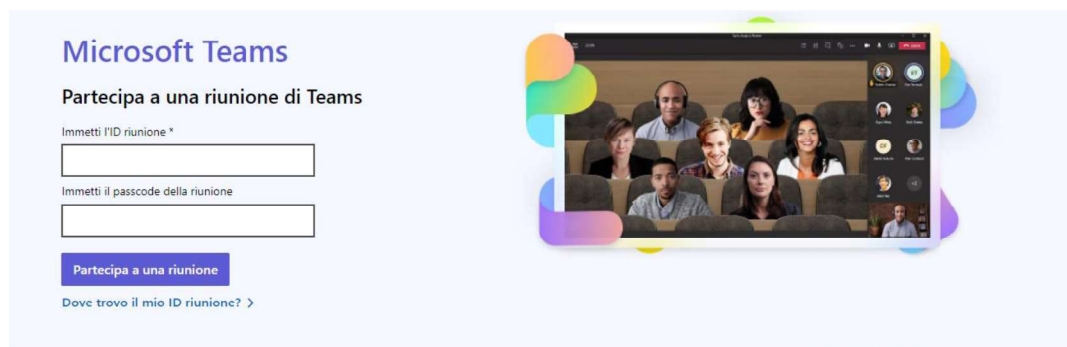 Microsoft Teams
Partecipa a una riunione di Teams
Immetti l'ID riunione *
Immetti il passcode della riunione
Partecipa a una riunione
Dove trovo il mio ID riunione? >